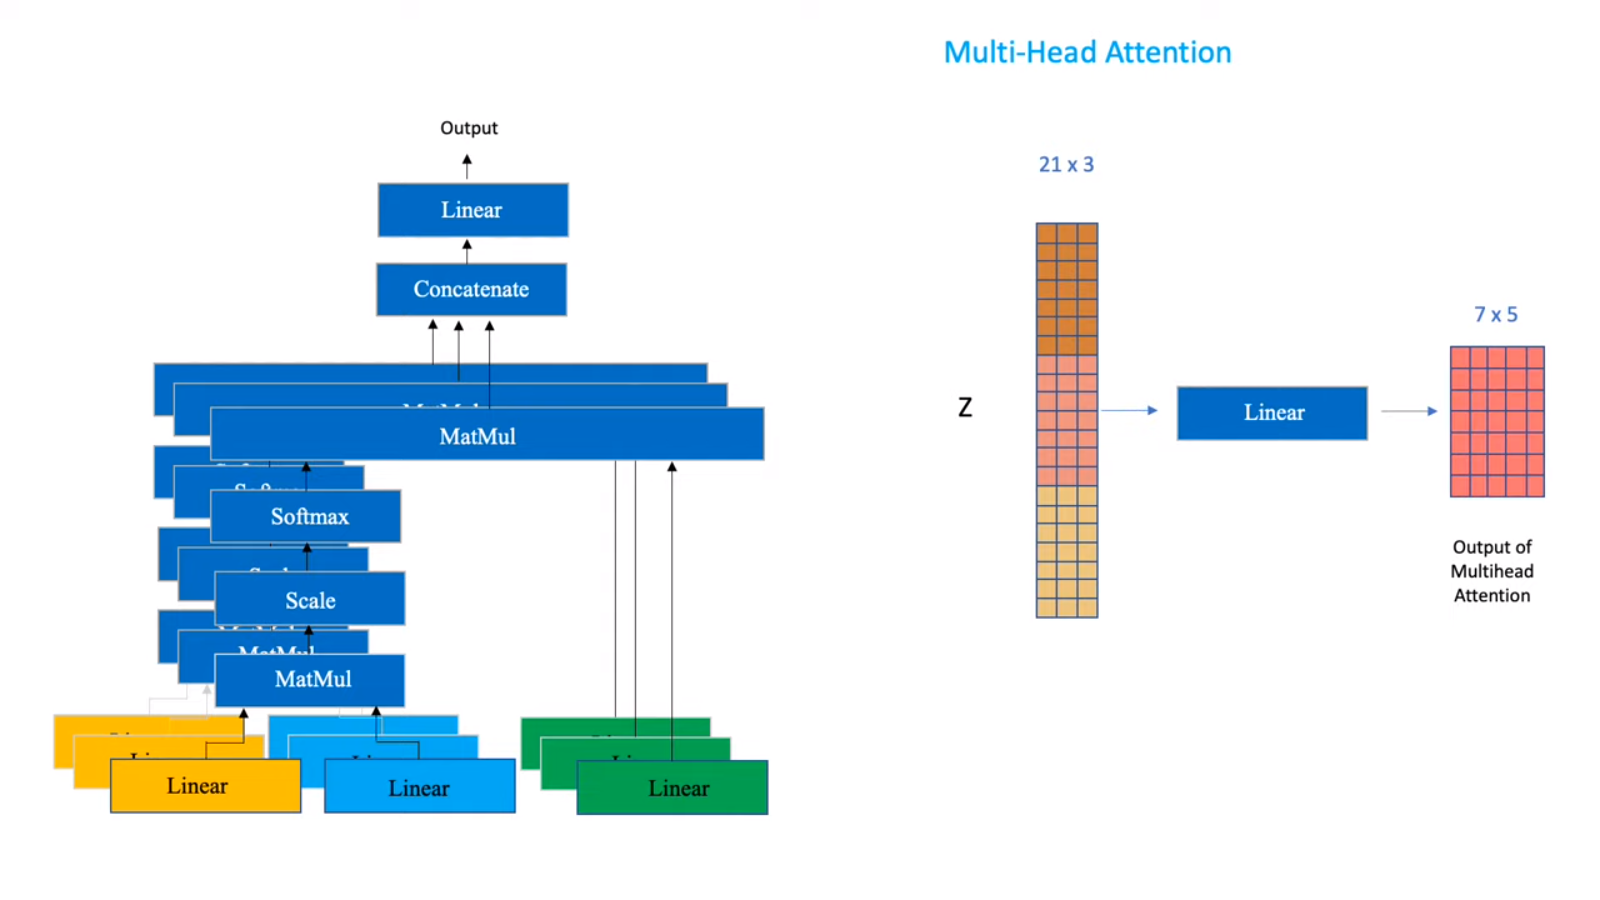 Multi-Head Attention
Output
Linear
Concatenate
MatMul
Softmax
Scale
MatMul
MatMul
Linear
Linear
Linear
21 x 3
Z
Linear
7 x 5
Output of
Multihead
Attention